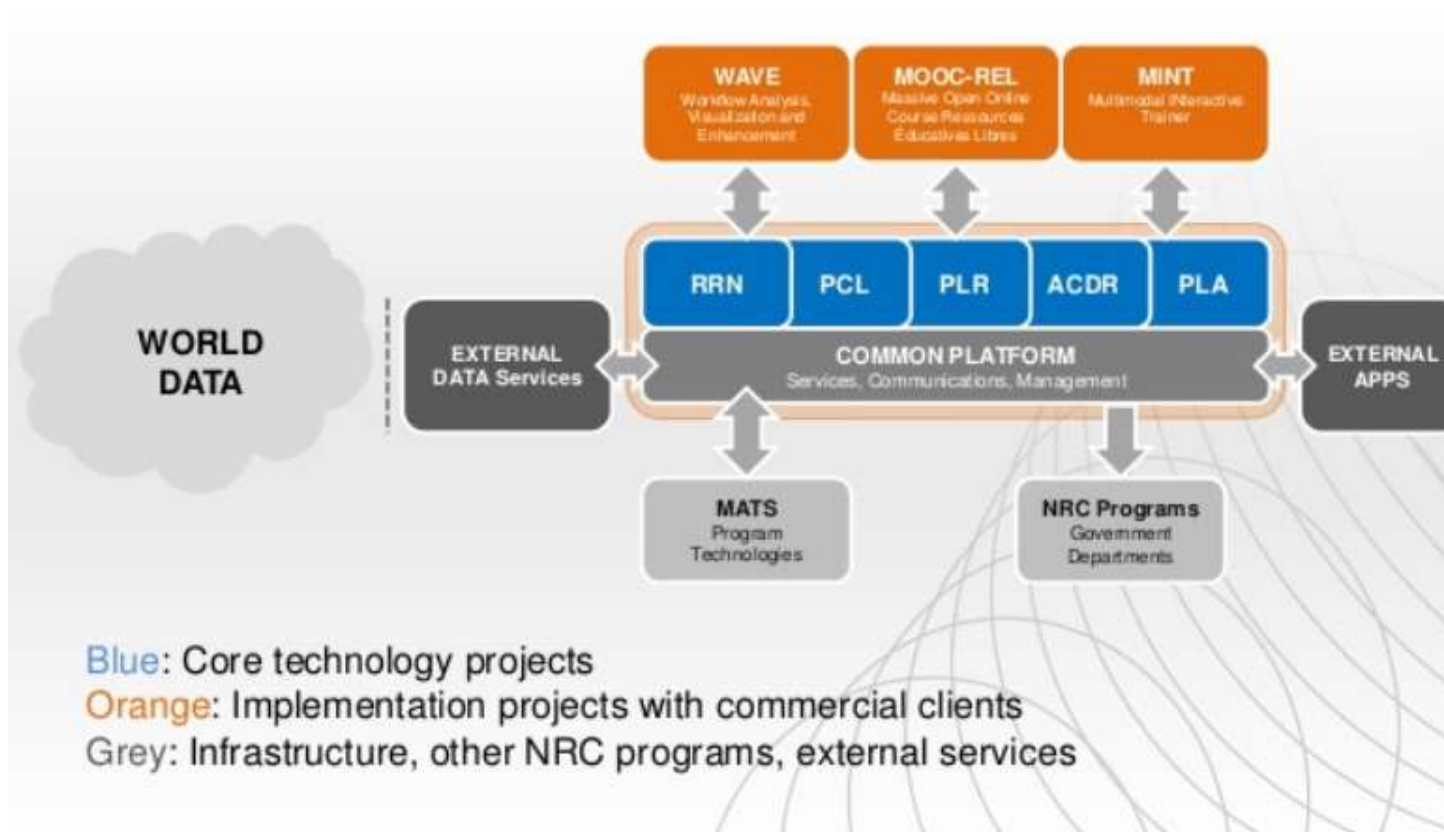 WAVE
Workflow Analysis,
Visualization and
Enhancement
MOOC-REL
Massive Open Online
Course Ressources
Éducatives Libres
MINT
Multimodal INteractive
Trainer
RRN
PCL
PLR
ACDR
PLA
WORLD
DATA
EXTERNAL
DATA Services
COMMON PLATFORM
Services, Communications, Management
EXTERNAL
APPS
MATS
Program
Technologies
NRC Programs
Government
Departments
Blue: Core technology projects
Orange: Implementation projects with commercial clients
Grey: Infrastructure, other NRC programs, external services